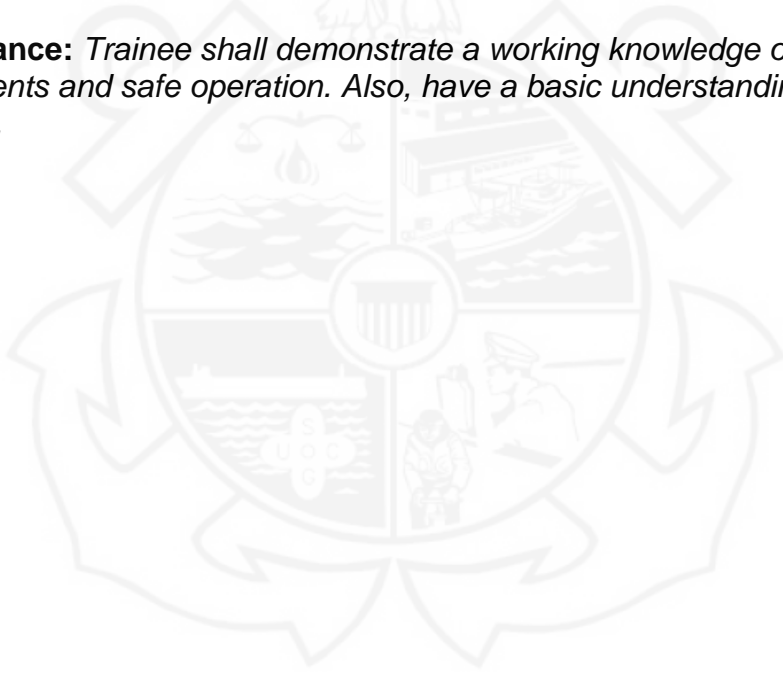 ance: Trainee shall demonstrate a working knowledge o
ents and safe operation. Also, have a basic understandin
.
S
U O C
G